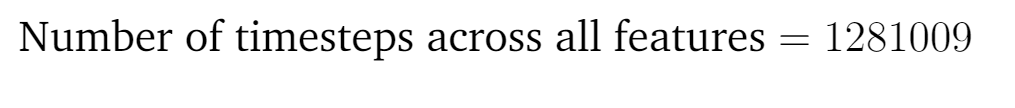 Number of timesteps across all features = 1281009